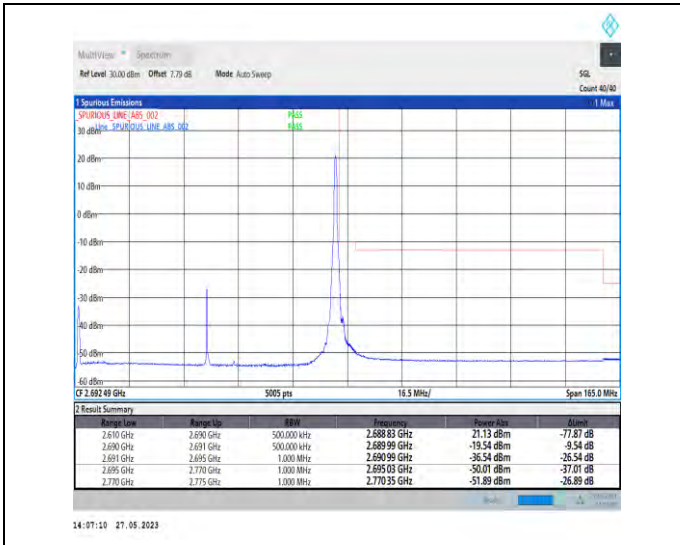 MultiView Spectrum
Ref Level 30.00 dBm Offset 7.79 dB Mode Auto Sweep SGL
Count 40/40
1 Spurious Emissions 1 Max
SPURIOUS_LINE_ABS_002 PASS
Line SPURIOUS_LINE_ABS_002 PASS
30 dBm
20 dBm
10 dBm
0 dBm
-10 dBm
-20 dBm
-30 dBm
-40 dBm
-50 dBm
-60 dBm
CF 2.692 49 GHz 5005 pts 16.5 MHz/ Span 165.0 MHz
2 Result Summary
Range Low Range Up RBW Frequency Power Abs ΔLimit
2.610 GHz 2.690 GHz 500.000 kHz 2.688 83 GHz 21.13 dBm -77.87 dB
2.690 GHz 2.691 GHz 500.000 kHz 2.689 99 GHz -19.54 dBm -9.54 dB
2.691 GHz 2.695 GHz 1.000 MHz 2.690 99 GHz -36.54 dBm -26.54 dB
2.695 GHz 2.770 GHz 1.000 MHz 2.695 03 GHz -50.01 dBm -37.01 dB
2.770 GHz 2.775 GHz 1.000 MHz 2.770 35 GHz -51.89 dBm -26.89 dB
14:07:10 27.05.2023